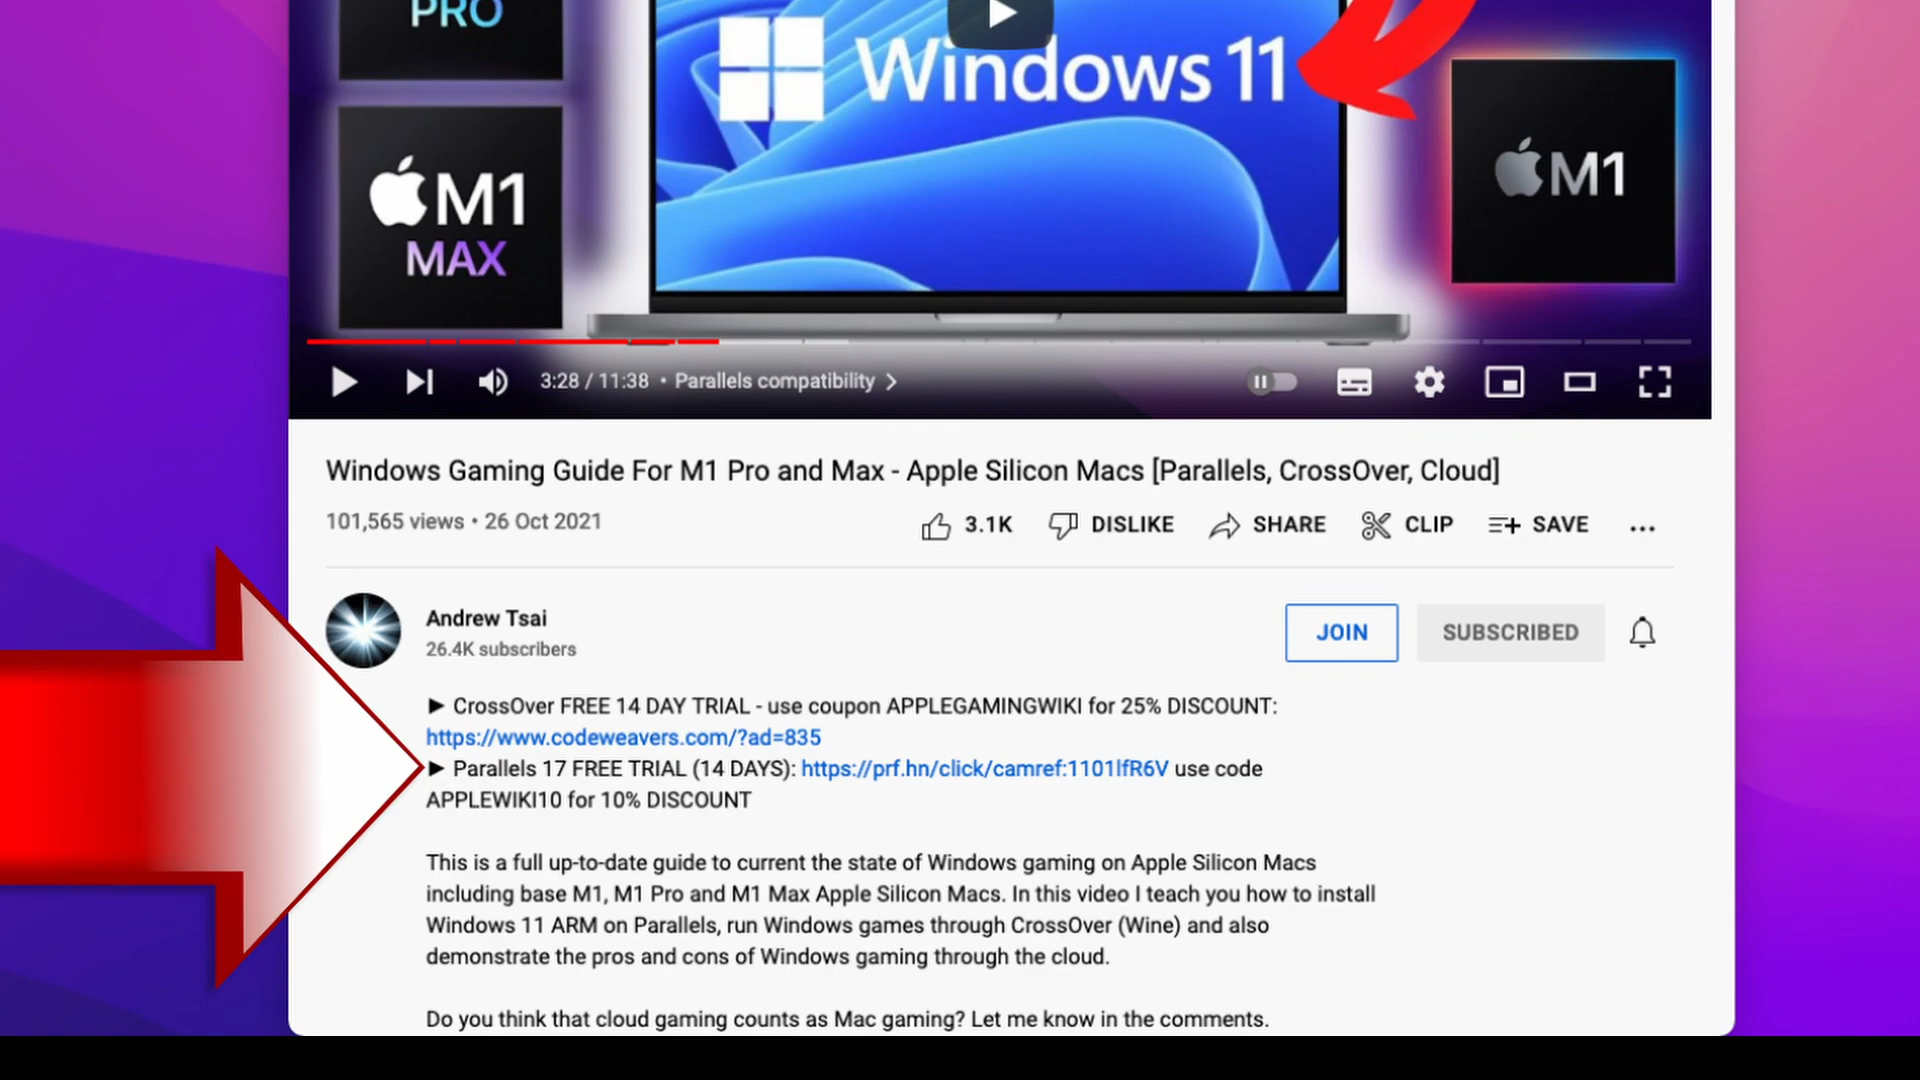 PRO
Windows 11
M1
MAX
M1
3:28 / 11:38 • Parallels compatibility
Windows Gaming Guide For M1 Pro and Max - Apple Silicon Macs [Parallels, CrossOver, Cloud]
101,565 views • 26 Oct 2021
3.1K DISLIKE SHARE CLIP SAVE ...
Andrew Tsai
26.4K subscribers
JOIN SUBSCRIBED
► CrossOver FREE 14 DAY TRIAL - use coupon APPLEGAMINGWIKI for 25% DISCOUNT:
https://www.codeweavers.com/?ad=835
► Parallels 17 FREE TRIAL (14 DAYS): https://prf.hn/click/camref:1101lfR6V use code
APPLEWIKI10 for 10% DISCOUNT
This is a full up-to-date guide to current the state of Windows gaming on Apple Silicon Macs
including base M1, M1 Pro and M1 Max Apple Silicon Macs. In this video I teach you how to install
Windows 11 ARM on Parallels, run Windows games through CrossOver (Wine) and also
demonstrate the pros and cons of Windows gaming through the cloud.
Do you think that cloud gaming counts as Mac gaming? Let me know in the comments.